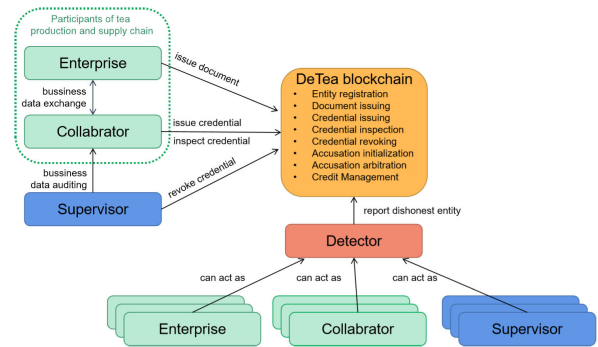 Participants of tea
production and supply chain
Enterprise
bussiness
data exchange
Collabrator
bussiness
data auditing
Supervisor
issue document
issue credential
inspect credential
revoke credential
DeTea blockchain
• Entity registration
• Document issuing
• Credential issuing
• Credential inspection
• Credential revoking
• Accusation initialization
• Accusation arbitration
• Credit Management
report dishonest entity
Detector
can act as
can act as
can act as
Enterprise
Collabrator
Supervisor